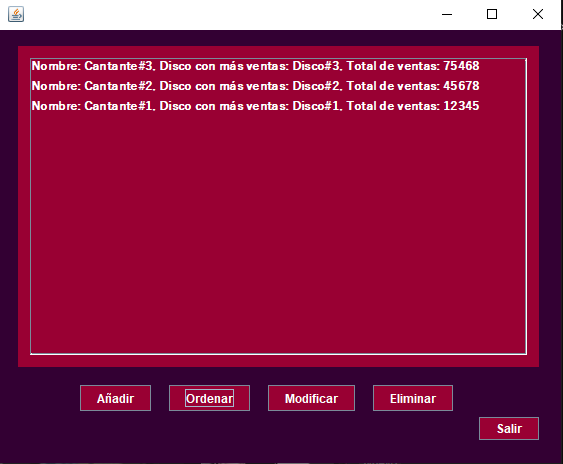 Nombre: Cantante#3, Disco con más ventas: Disco#3, Total de ventas: 75468
Nombre: Cantante#2, Disco con más ventas: Disco#2, Total de ventas: 45678
Nombre: Cantante#1, Disco con más ventas: Disco#1, Total de ventas: 12345
Añadir
Ordenar
Modificar
Eliminar
Salir